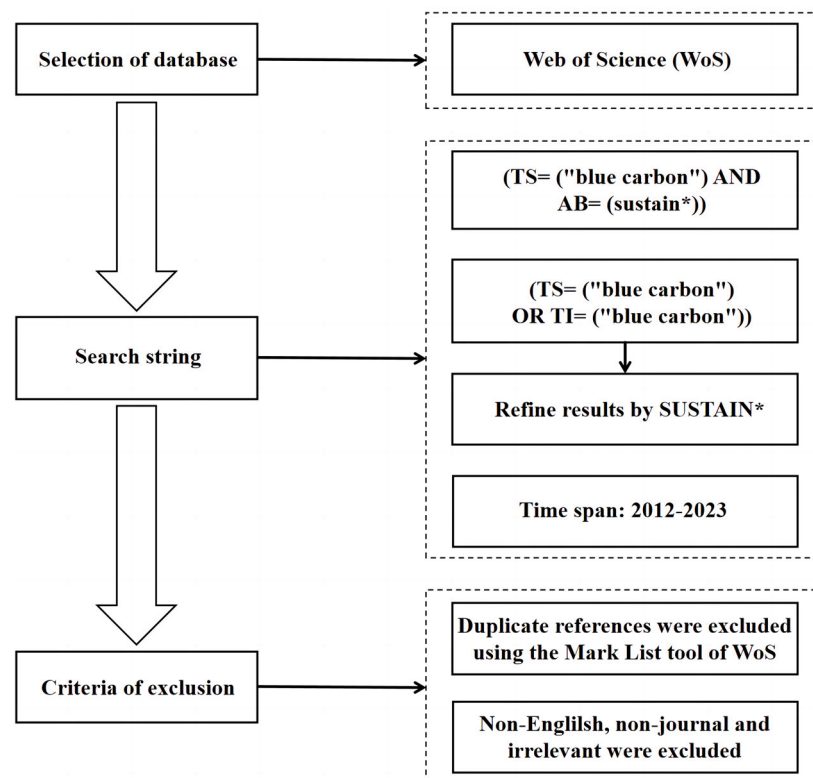 Selection of database
Web of Science (WoS)
(TS= ("blue carbon") AND
AB= (sustain*))
(TS= ("blue carbon")
OR TI= ("blue carbon"))
Search string
Refine results by SUSTAIN*
Time span: 2012-2023
Duplicate references were excluded
using the Mark List tool of WoS
Criteria of exclusion
Non-Englilsh, non-journal and
irrelevant were excluded